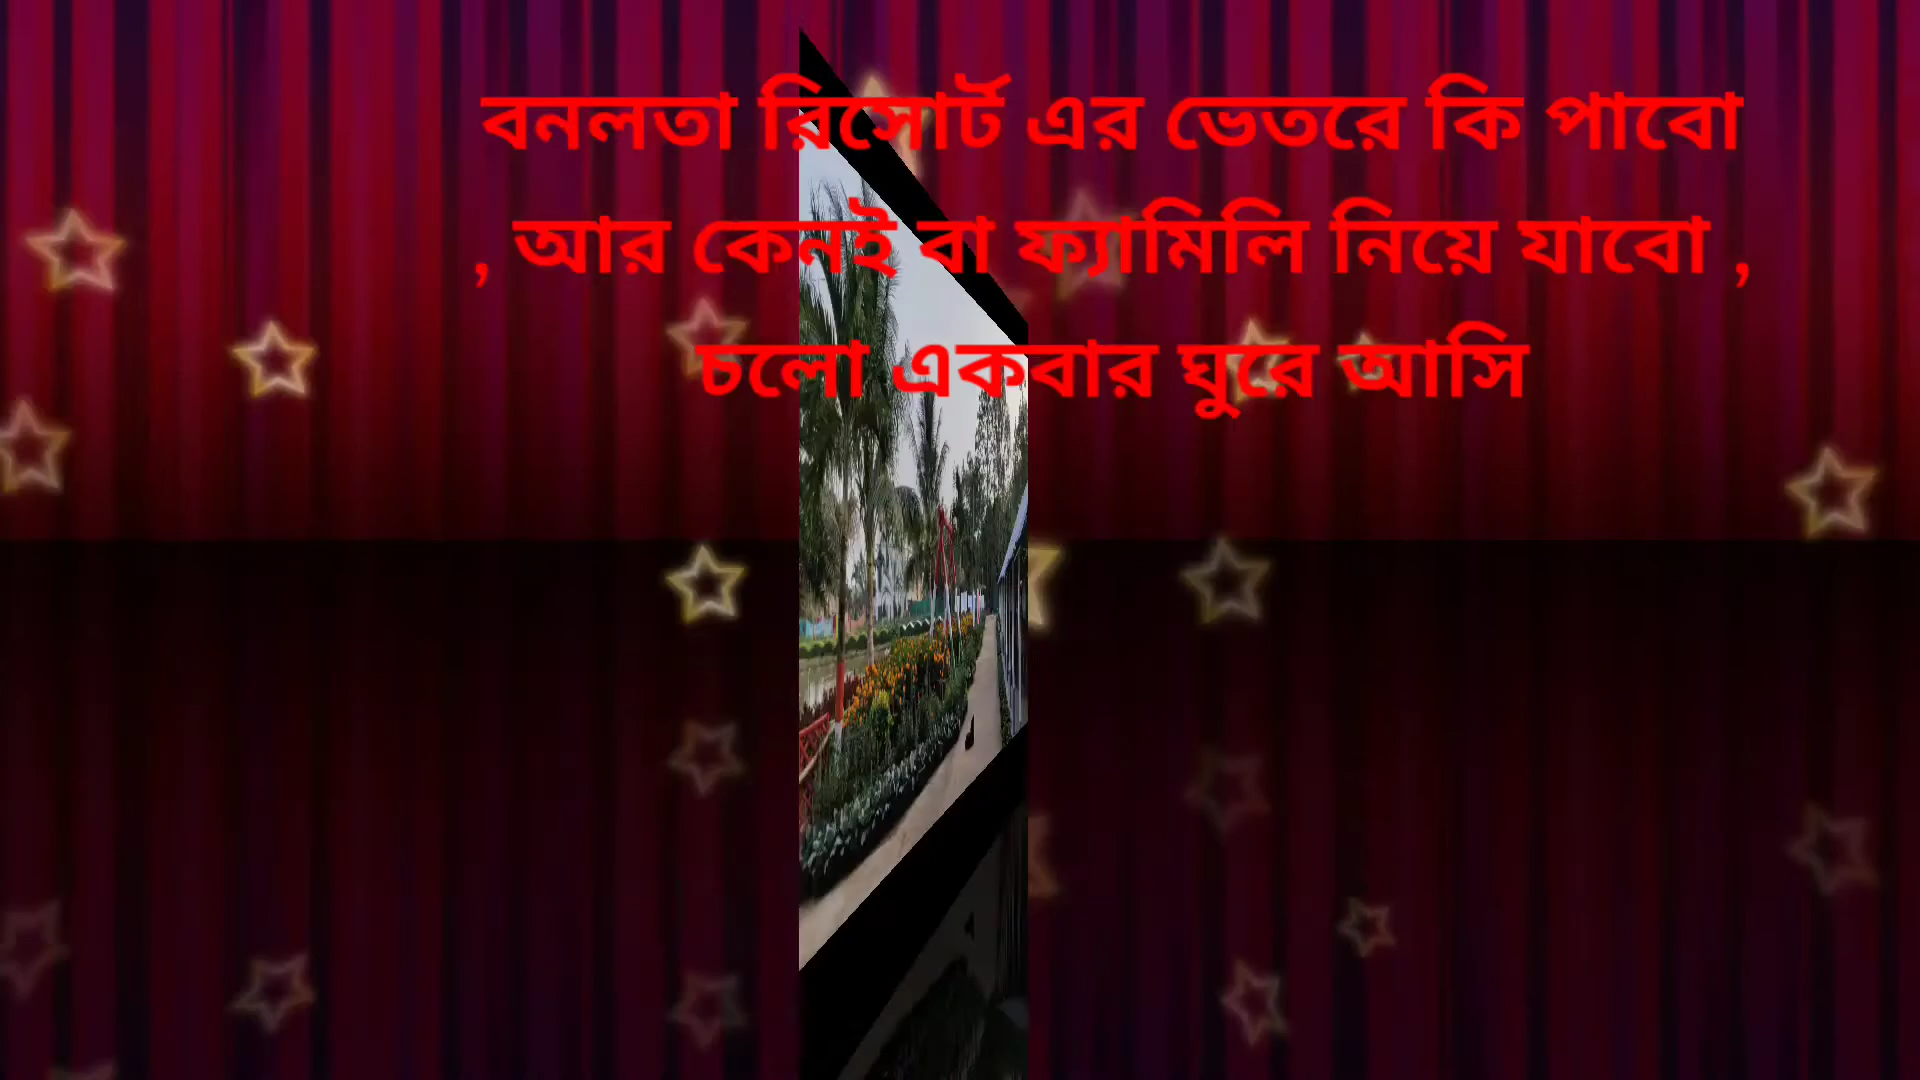 বনলতা রিসোর্ট এর ভেতরে কি পাবো
, আর কেনই বা ফ্যামিলি নিয়ে যাবো ,
চলো একবার ঘুরে আসি